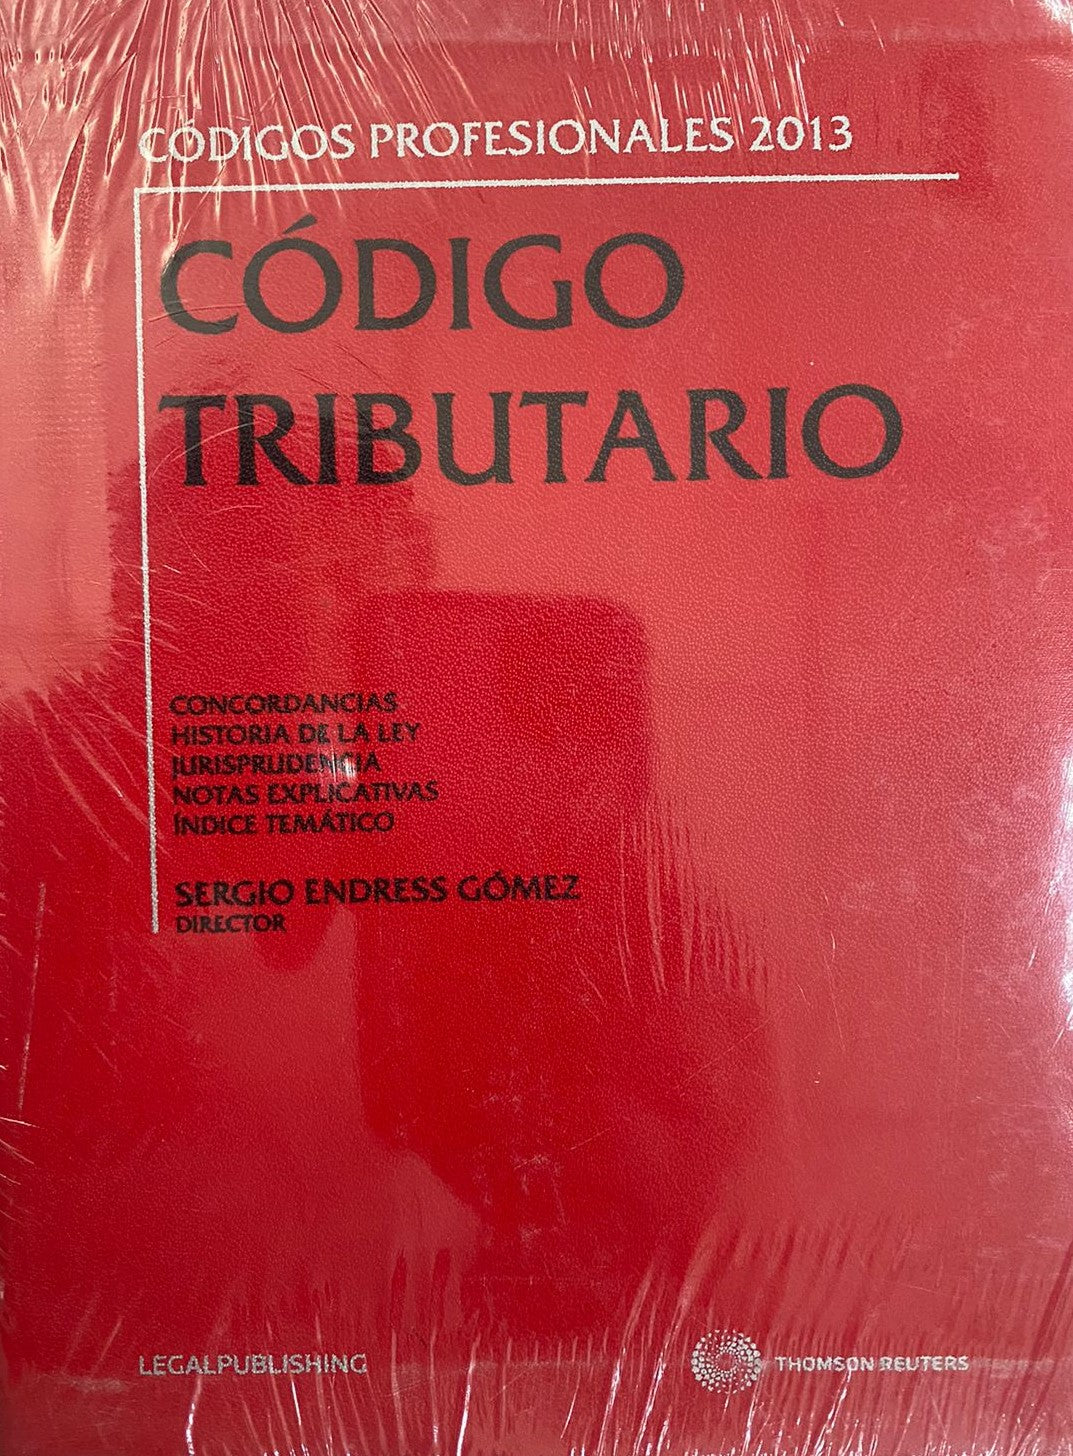 CÓDIGOS PROFESIONALES 2013
CÓDIGO
TRIBUTARIO
CONCORDANCIAS
HISTORIA DE LA LEY
JURISPRUDENCIA
NOTAS EXPLICATIVAS
ÍNDICE TEMÁTICO
SERGIO ENDRESS GÓMEZ
DIRECTOR
LEGALPUBLISHING
THOMSON REUTERS